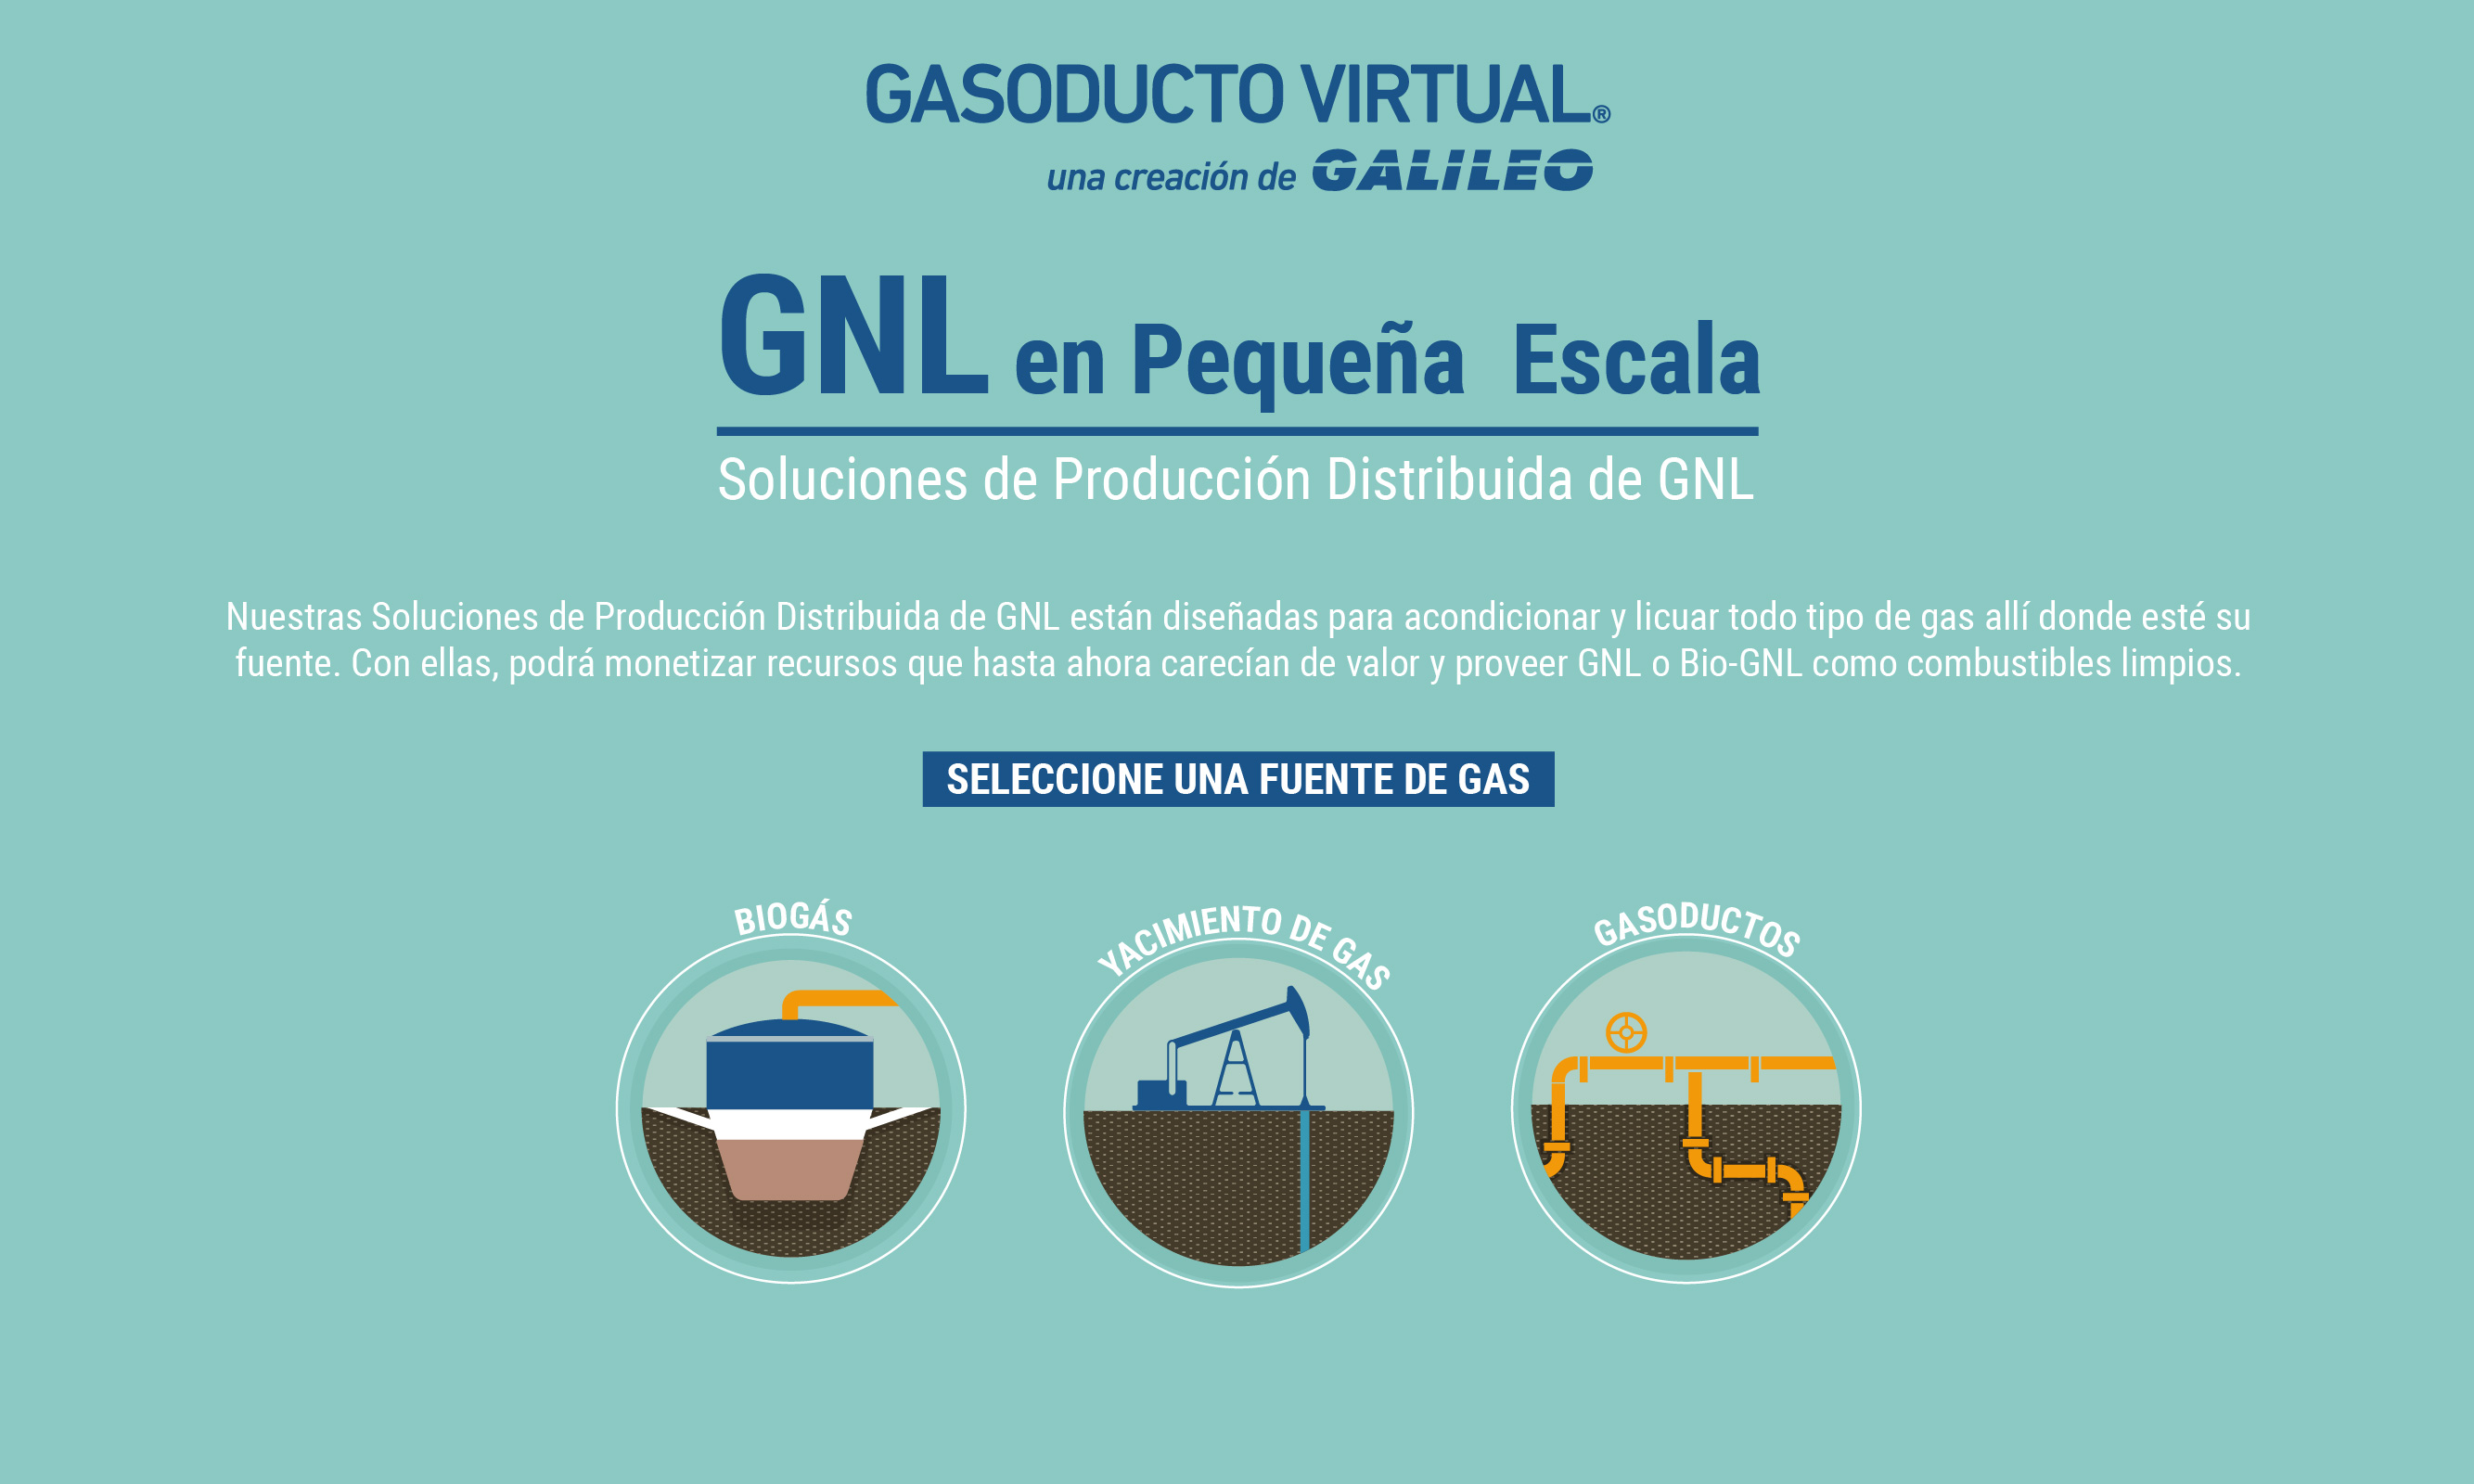 GASODUCTO VIRTUAL®
una creación de GALILEO
GNL en Pequeña Escala
Soluciones de Producción Distribuida de GNL
Nuestras Soluciones de Producción Distribuida de GNL están diseñadas para acondicionar y licuar todo tipo de gas allí donde esté su
fuente. Con ellas, podrá monetizar recursos que hasta ahora carecían de valor y proveer GNL o Bio-GNL como combustibles limpios.
SELECCIONE UNA FUENTE DE GAS
BIOGÁS
YACIMIENTO DE GAS
GASODUCTOS